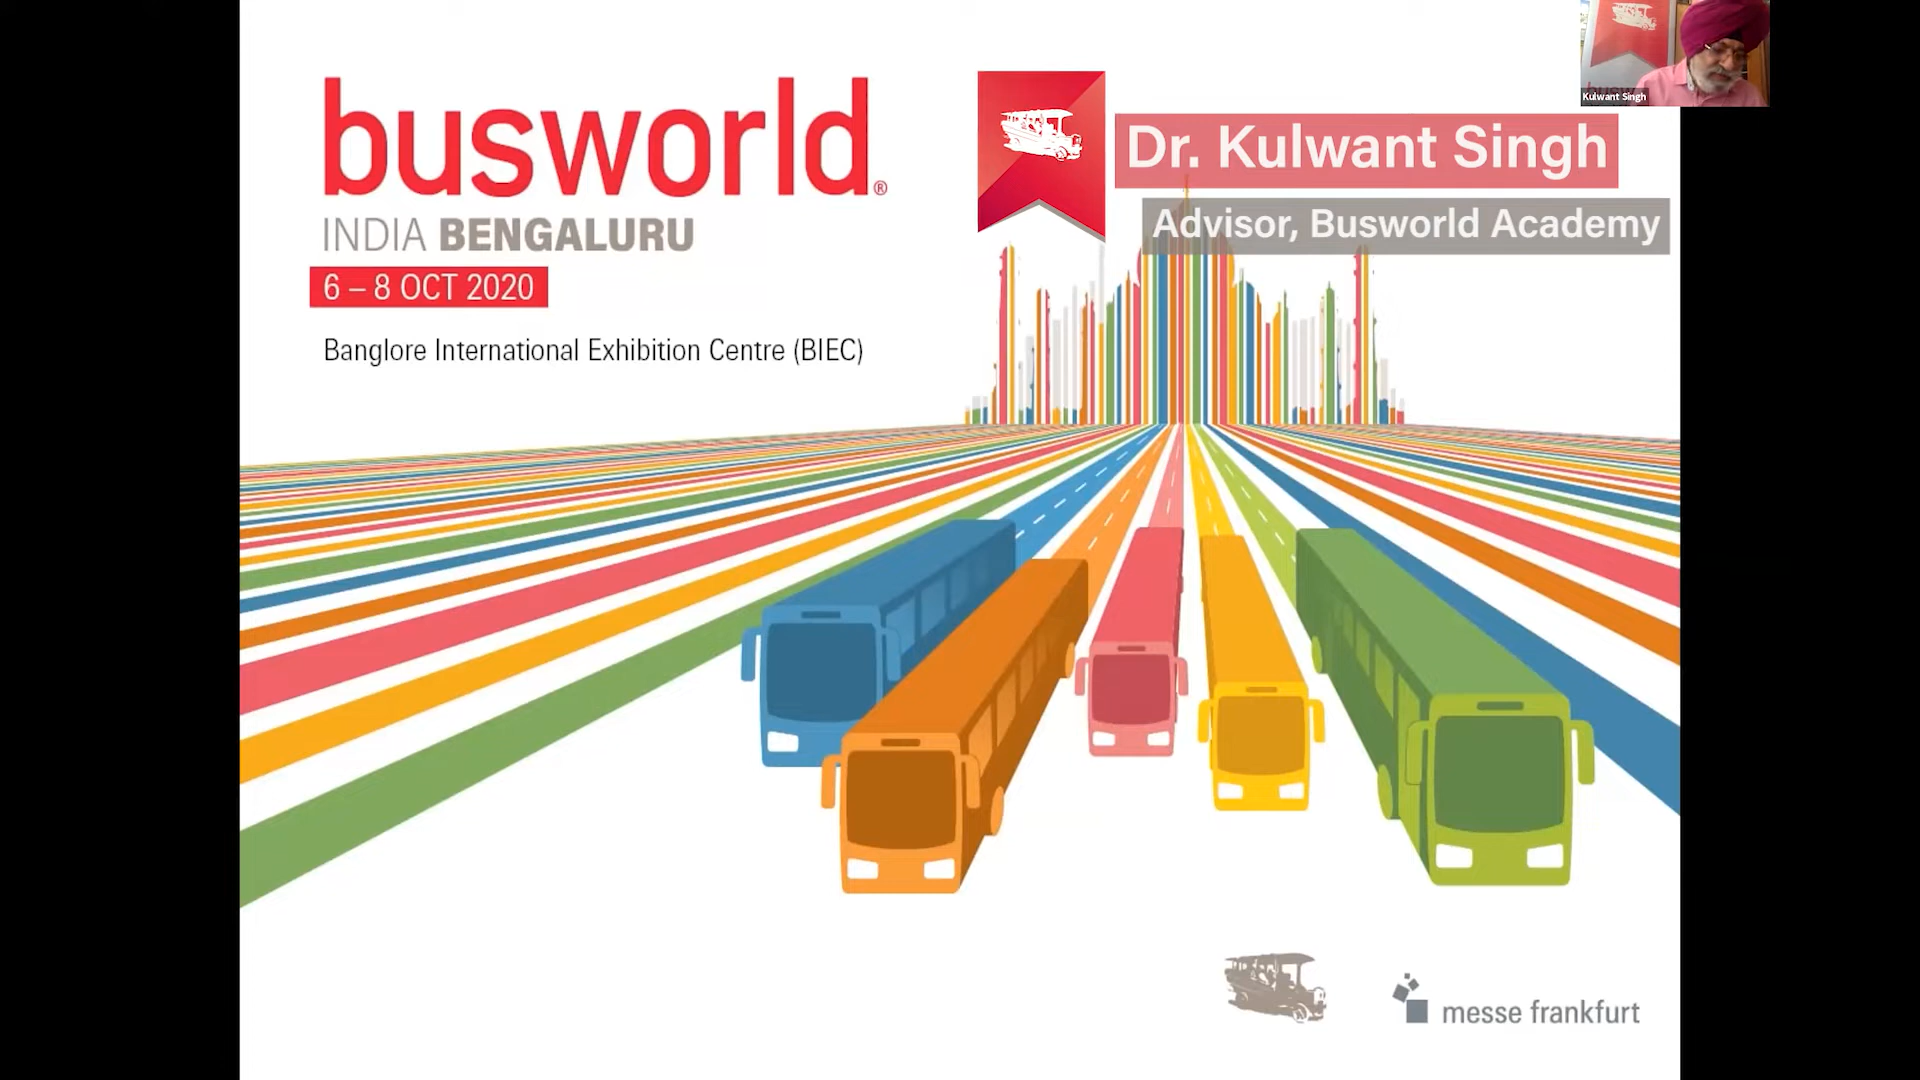 busworld®
INDIA BENGALURU
6 – 8 OCT 2020
Banglore International Exhibition Centre (BIEC)
Dr. Kulwant Singh
Advisor, Busworld Academy
Kulwant Singh
messe frankfurt